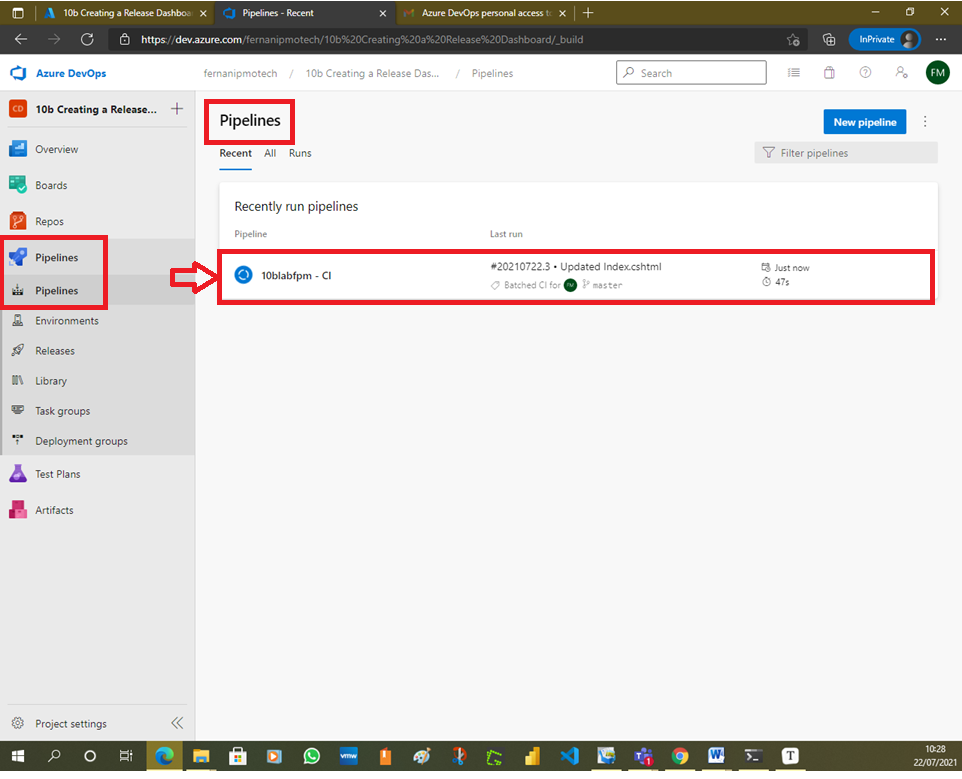 10b Creating a Release Dashboa
Pipelines - Recent
Azure DevOps personal access to
https://dev.azure.com/fernanipmotech/10b%20Creating%20a%20Release%20Dashboard/_build
InPrivate
Azure DevOps
fernanipmotech / 10b Creating a Release Das... / Pipelines
Search
FM
CD 10b Creating a Release...
Overview
Boards
Repos
Pipelines
Pipelines
Environments
Releases
Library
Task groups
Deployment groups
Test Plans
Artifacts
Project settings
Pipelines
New pipeline
Recent All Runs
Filter pipelines
Recently run pipelines
Pipeline Last run
10blabfpm - CI
#20210722.3 • Updated Index.cshtml
Batched CI for FM master
Just now
47s
vmw
1
T
10:28
22/07/2021